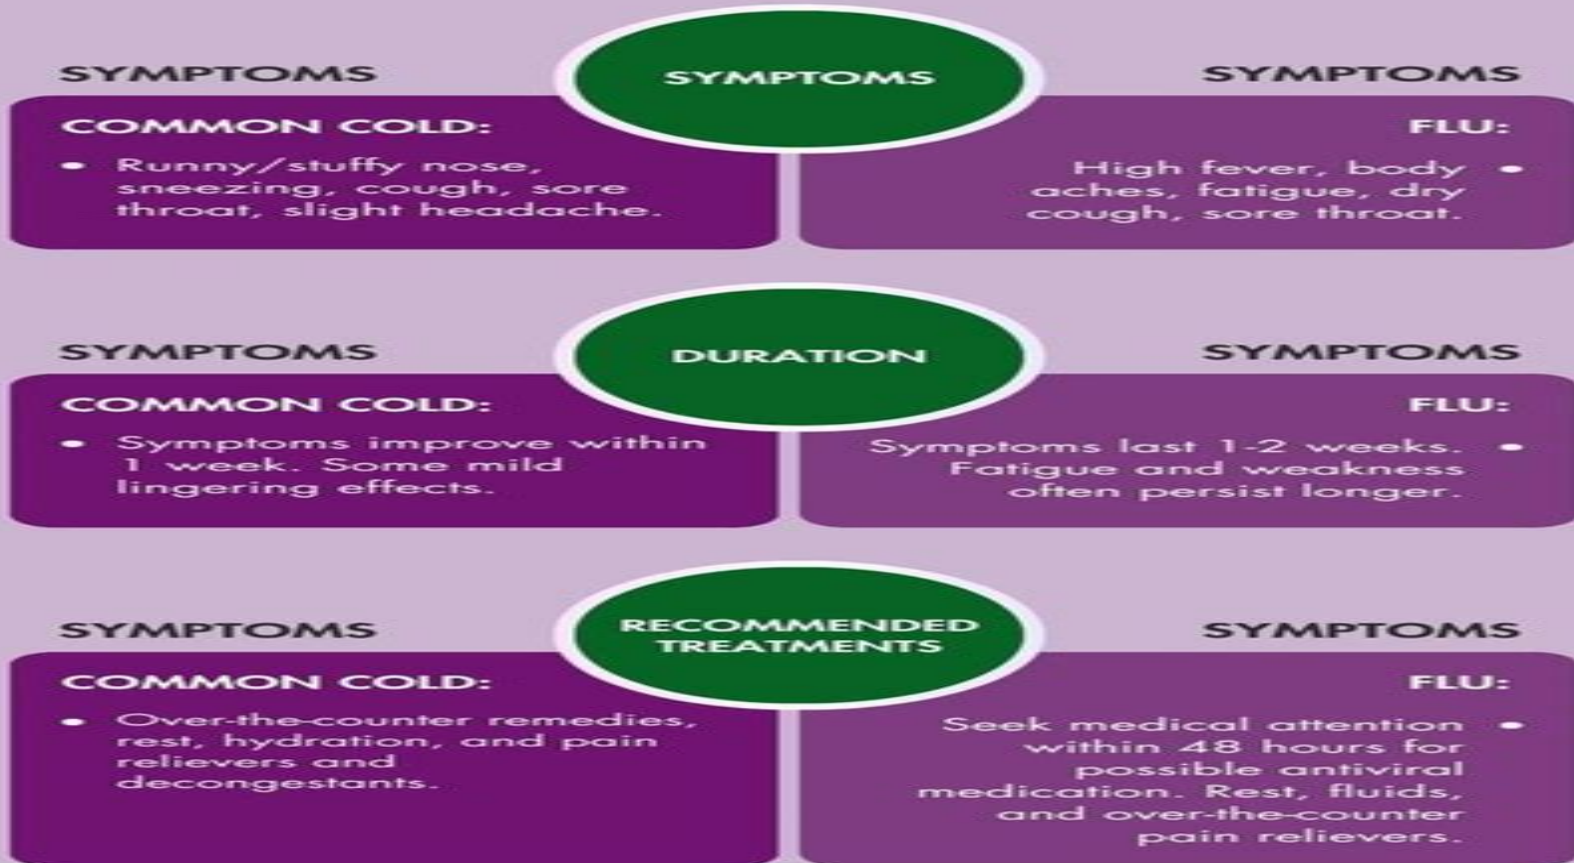 SYMPTOMS
SYMPTOMS
SYMPTOMS
COMMON COLD:
• Runny/stuffy nose,
sneezing, cough, sore
throat, slight headache.
FLU:
High fever, body •
aches, fatigue, dry
cough, sore throat.
SYMPTOMS
DURATION
SYMPTOMS
COMMON COLD:
• Symptoms improve within
1 week. Some mild
lingering effects.
FLU:
Symptoms last 1-2 weeks. •
Fatigue and weakness
often persist longer.
SYMPTOMS
RECOMMENDED
TREATMENTS
SYMPTOMS
COMMON COLD:
• Over-the-counter remedies,
rest, hydration, and pain
relievers and
decongestants.
FLU:
Seek medical attention •
within 48 hours for
possible antiviral
medication. Rest, fluids,
and over-the-counter
pain relievers.